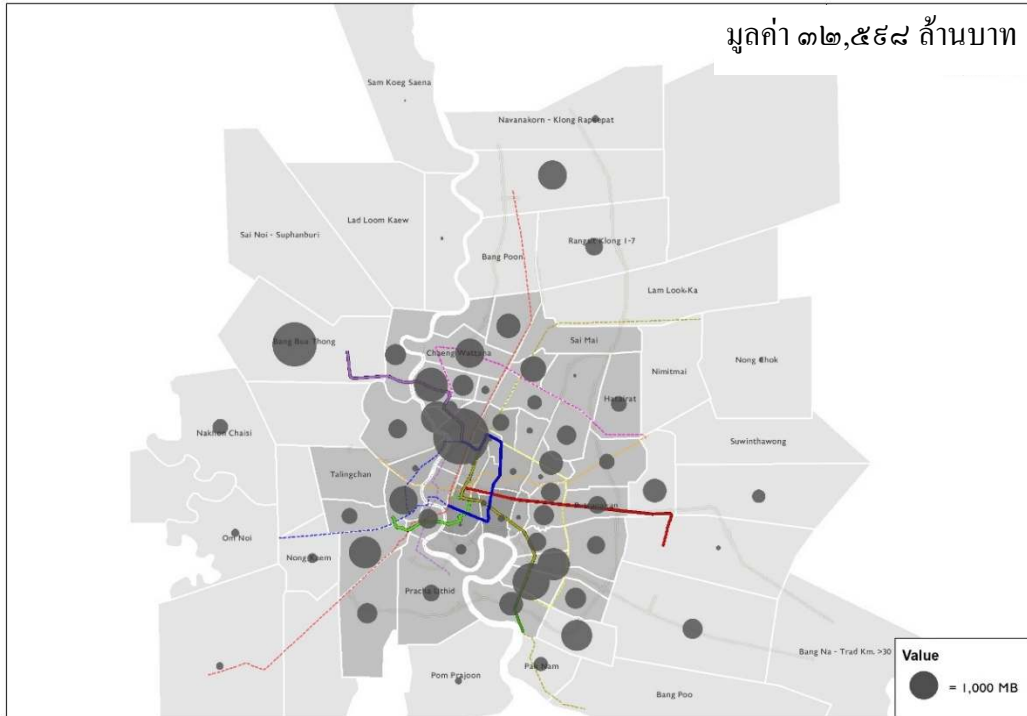 มูลค่า ๓๒,๕๙๘ ล้านบาท
Sam Koeg Saena
Navanakorn - Klong Rapeepat
Lad Loom Kaew
Sai Noi - Suphanburi
Rangsit Klong 1-7
Bang Poon
Lam Look-Ka
Bang Bua Thong
Sai Mai
Chaeng Watzana
Nong Chok
Nimitmai
Nakhon Chaisi
Suwinthawong
Talingchan
Om Noi
Nong Kaem
Pracha Uthid
Bang Na - Trad Km. >30
Pak Nam
Pom Prajoon
Bang Poo
Value
= 1,000 MB